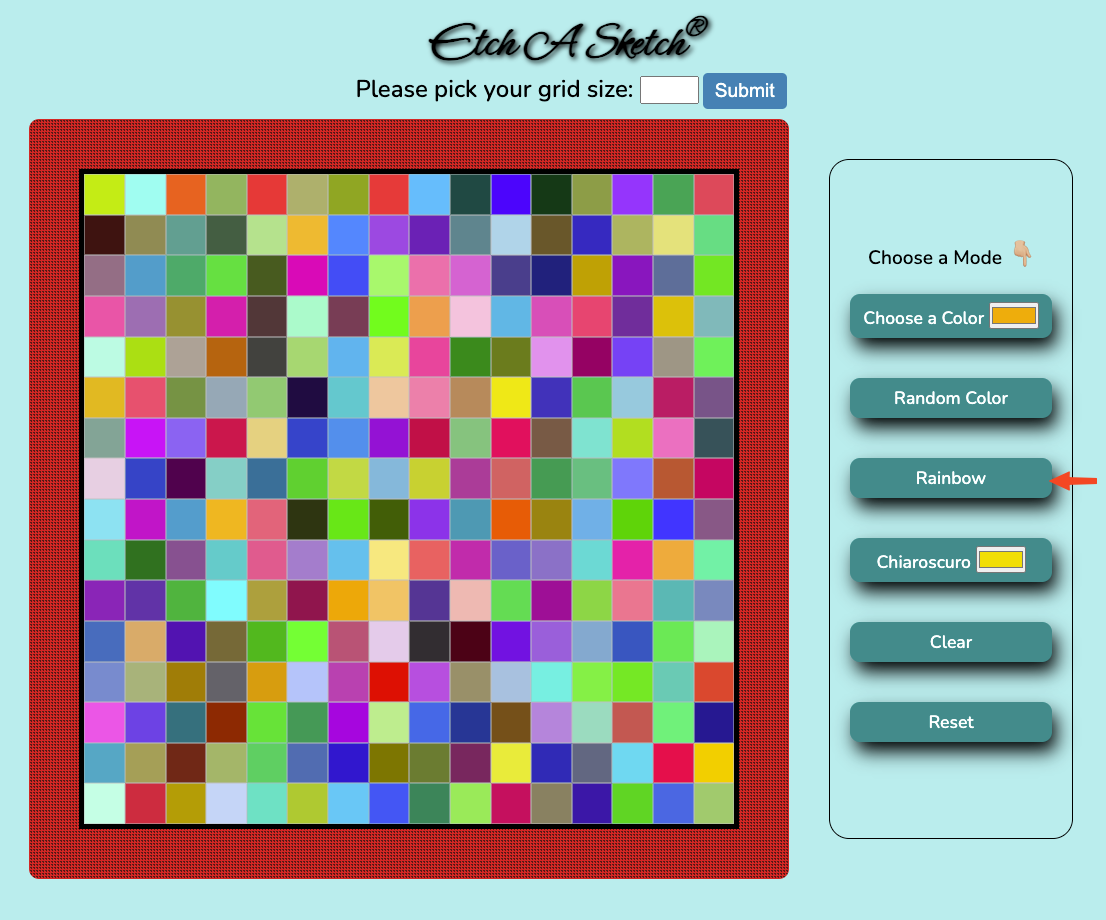 Etch A Sketch®
Please pick your grid size: Submit
Choose a Mode 👇🏼
Choose a Color
Random Color
Rainbow
Chiaroscuro
Clear
Reset